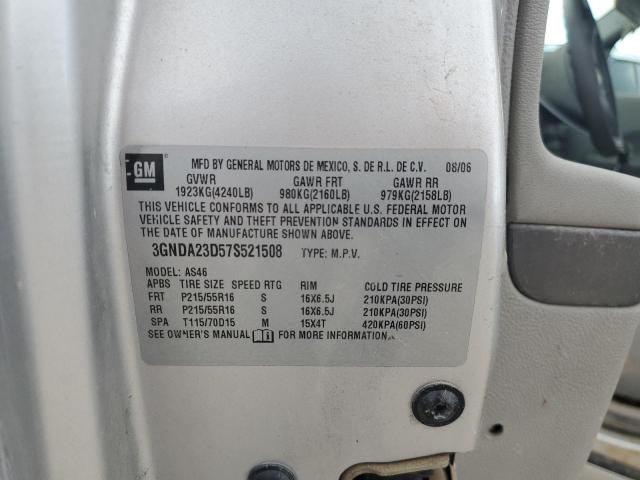 GM
MFD BY GENERAL MOTORS DE MEXICO, S. DE R.L. DE C.V. 08/06
GVWR GAWR FRT GAWR RR
1923KG(4240LB) 980KG(2160LB) 979KG(2158LB)
THIS VEHICLE CONFORMS TO ALL APPLICABLE U.S. FEDERAL MOTOR
VEHICLE SAFETY AND THEFT PREVENTION STANDARDS IN EFFECT ON
THE DATE OF MANUFACTURE SHOWN ABOVE.
3GNDA23D57S521508 TYPE: M.P.V.
MODEL: AS46
APBS TIRE SIZE SPEED RTG RIM COLD TIRE PRESSURE
FRT P215/55R16 S 16X6.5J 210KPA(30PSI)
RR P215/55R16 S 16X6.5J 210KPA(30PSI)
SPA T115/70D15 M 15X4T 420KPA(60PSI)
SEE OWNER'S MANUAL FOR MORE INFORMATION